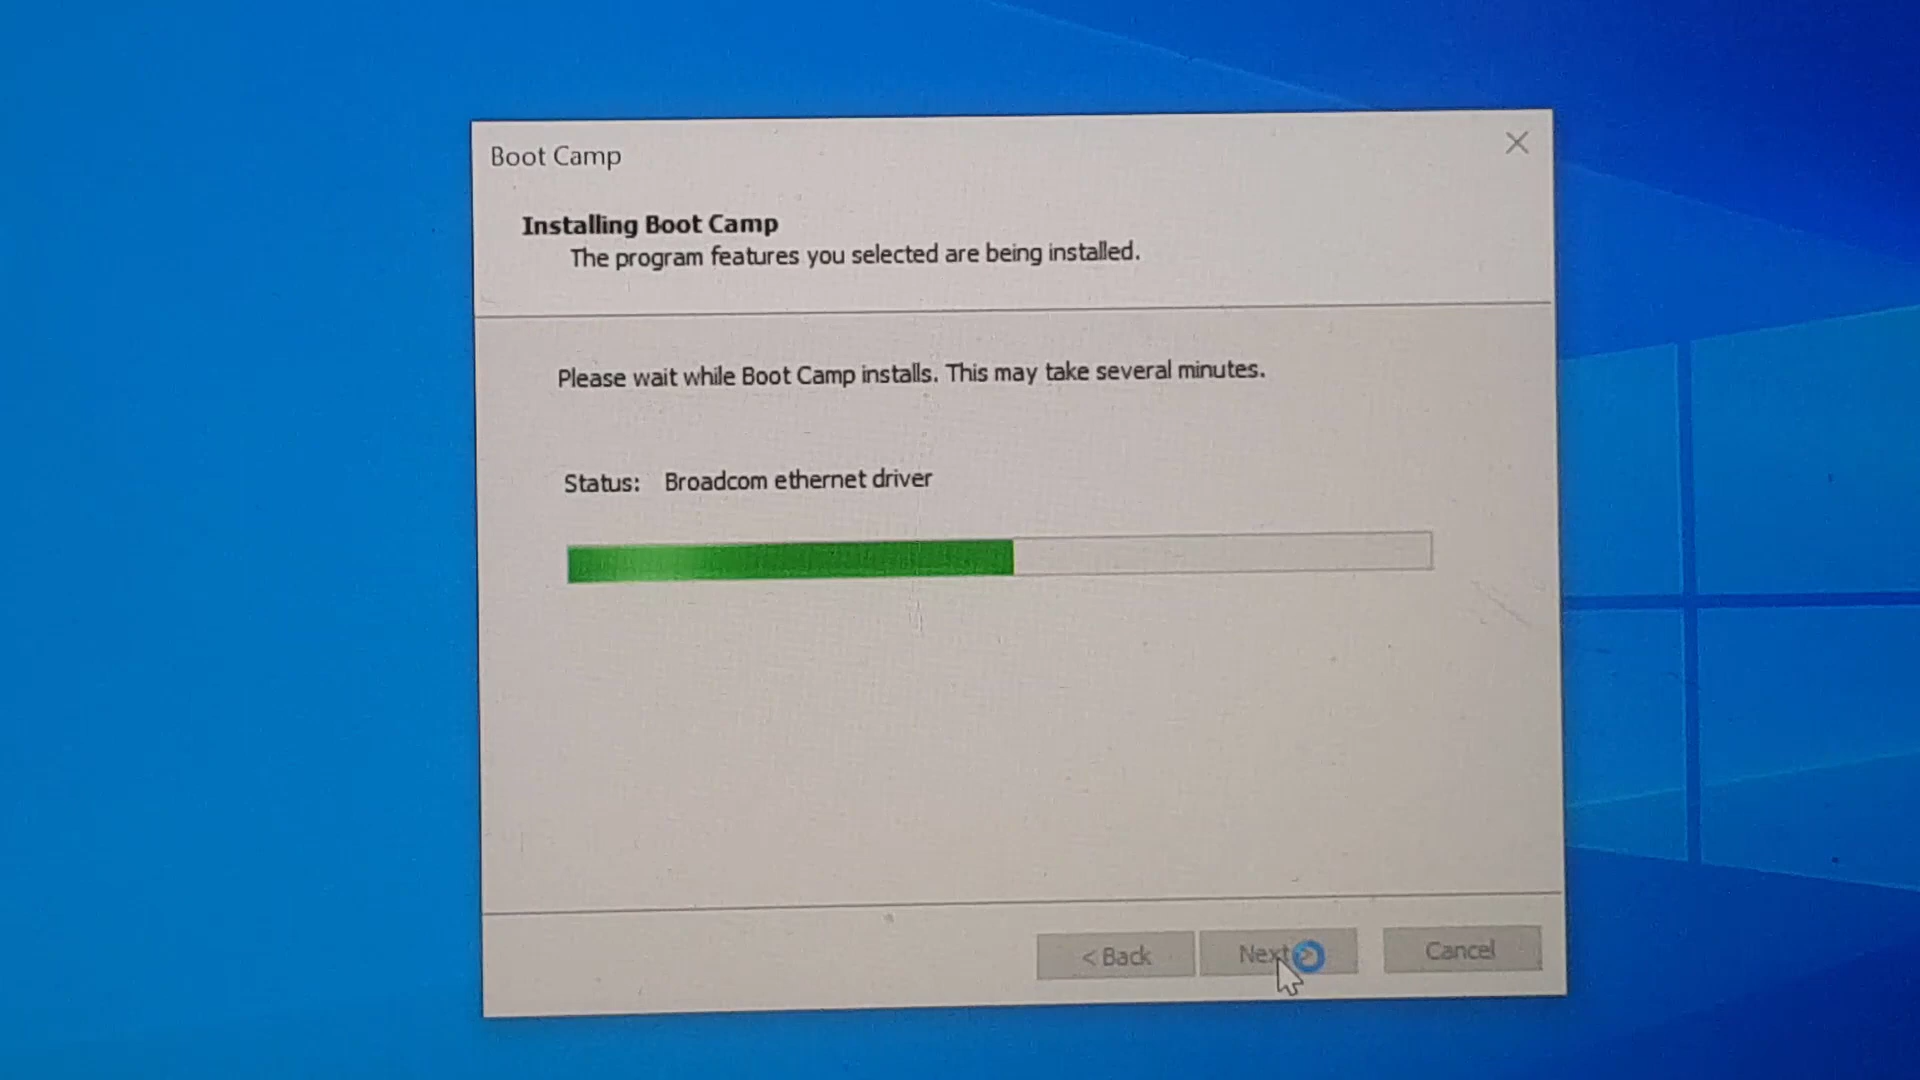 Boot Camp
Installing Boot Camp
The program features you selected are being installed.
Please wait while Boot Camp installs. This may take several minutes.
Status: Broadcom ethernet driver
< Back Next > Cancel